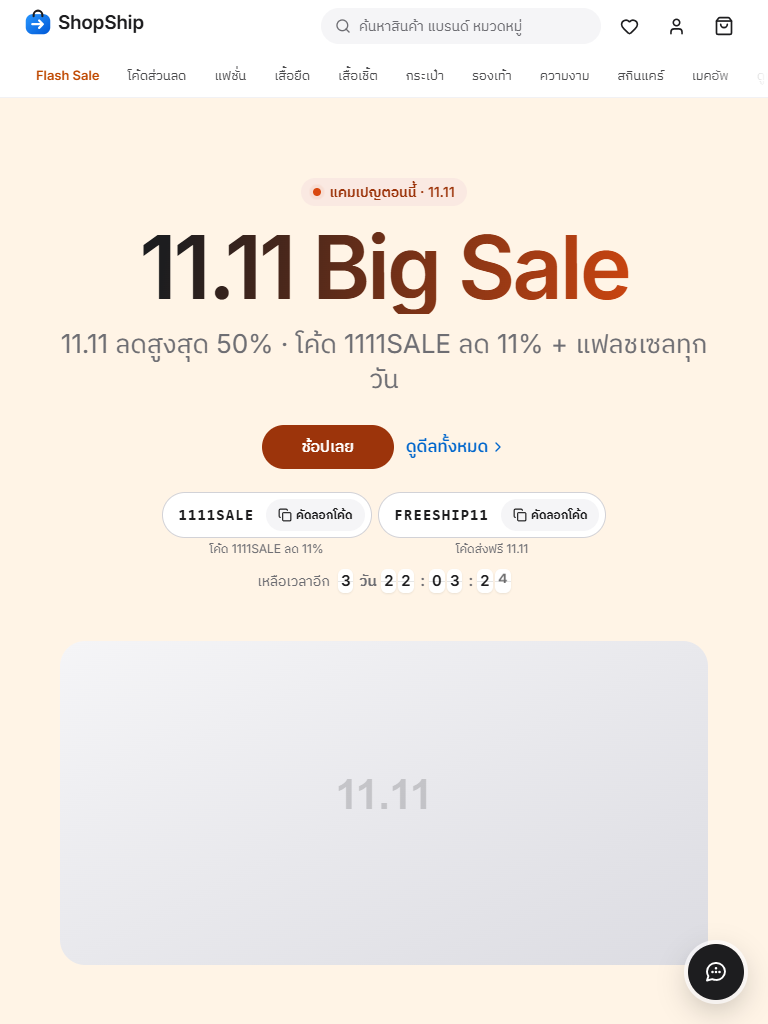 ShopShip
ค้นหาสินค้า แบรนด์ หมวดหมู่
Flash Sale โค้ดส่วนลด แฟชั่น เสื้อยืด เสื้อเชิ้ต กระเป๋า รองเท้า ความงาม สกินแคร์ เมคอัพ
แคมเปญตอนนี้ · 11.11
11.11 Big Sale
11.11 ลดสูงสุด 50% · โค้ด 1111SALE ลด 11% + แฟลชเซลทุก
วัน
ช้อปเลย ดูดีลทั้งหมด
1111SALE คัดลอกโค้ด FREESHIP11 คัดลอกโค้ด
โค้ด 1111SALE ลด 11% โค้ดส่งฟรี 11.11
เหลือเวลาอีก 3 วัน 22 : 03 : 24
11.11